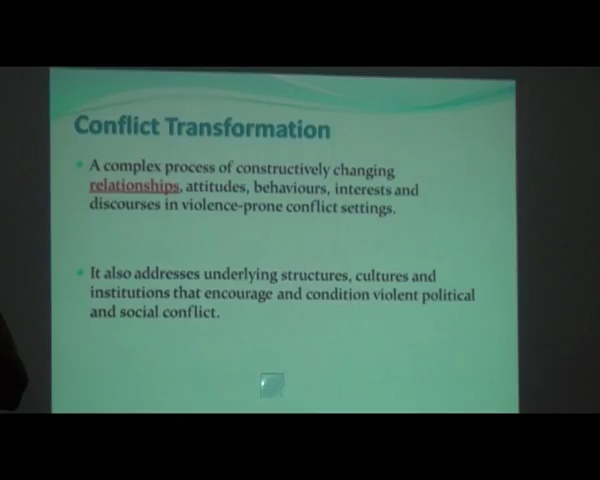 Conflict Transformation
A complex process of constructively changing
relationships, attitudes, behaviours, interests and
discourses in violence-prone conflict settings.
It also addresses underlying structures, cultures and
institutions that encourage and condition violent political
and social conflict.